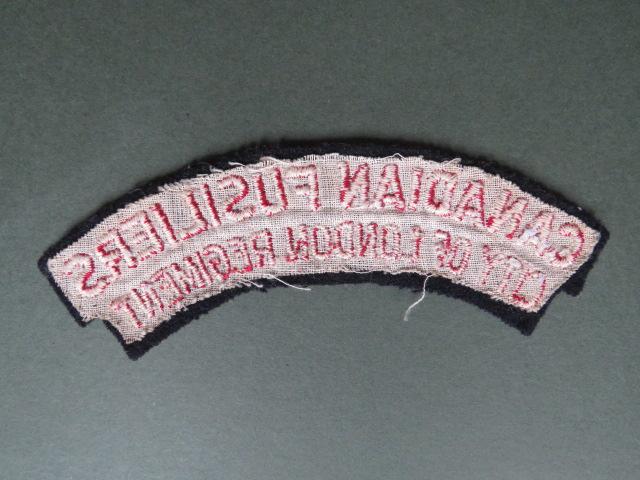 CANADIAN FUSILIERS
CITY OF LONDON REGIMENT